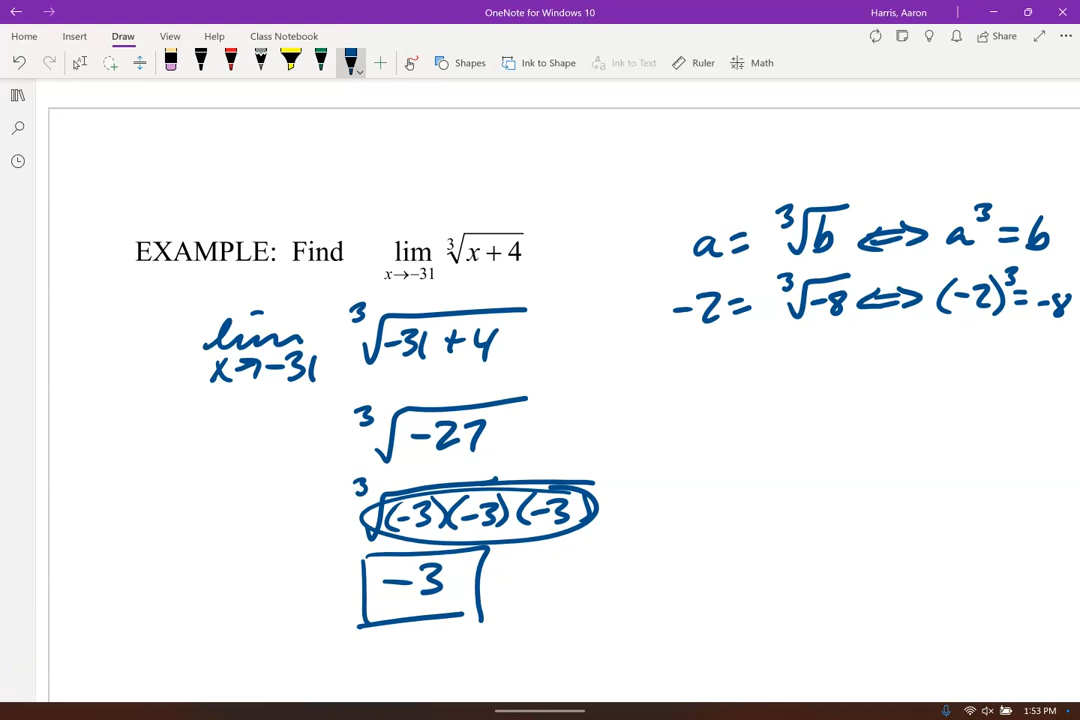 OneNote for Windows 10
Harris, Aaron
Home Insert Draw View Help Class Notebook
Share
Shapes Ink to Shape Ink to Text Ruler Math
EXAMPLE: Find lim x→−31 ∛(x + 4)
lim x→−31 ∛(−31 + 4)
∛(−27)
∛((−3)(−3)(−3))
−3
a = ∛b ⟺ a³ = b
−2 = ∛(−8) ⟺ (−2)³ = −8
1:53 PM